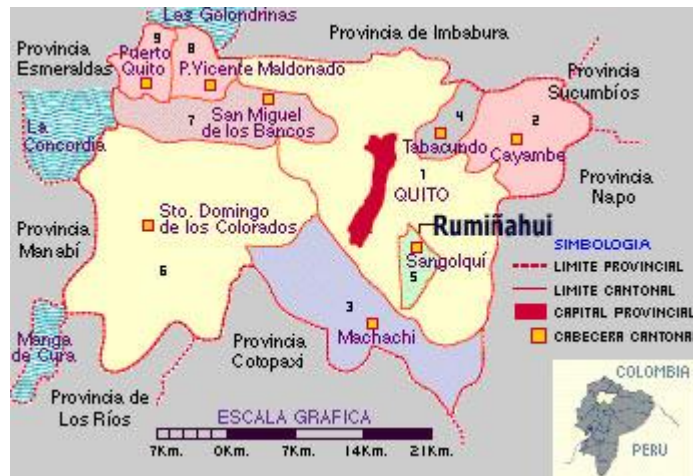 Las Golondrinas
Provincia de Imbabura
Provincia
Esmeraldas
9
Puerto
Quito
8
P. Vicente Maldonado
Provincia
Sucumbíos
La
Concordia
7
San Miguel
de los Bancos
4
Tabacundo
2
Cayambe
1
QUITO
Provincia
Napo
Provincia
Manabí
Sto. Domingo
de los Colorados
6
Rumiñahui
Sangolquí
5
SIMBOLOGIA
LIMITE PROVINCIAL
LIMITE CANTONAL
CAPITAL PROVINCIAL
CABECERA CANTONAL
3
Machachi
Manga
de Cura
Provincia
Cotopaxi
Provincia de
Los Ríos
ESCALA GRAFICA
7Km. 0Km. 7Km. 14Km. 21Km.
COLOMBIA
PERU